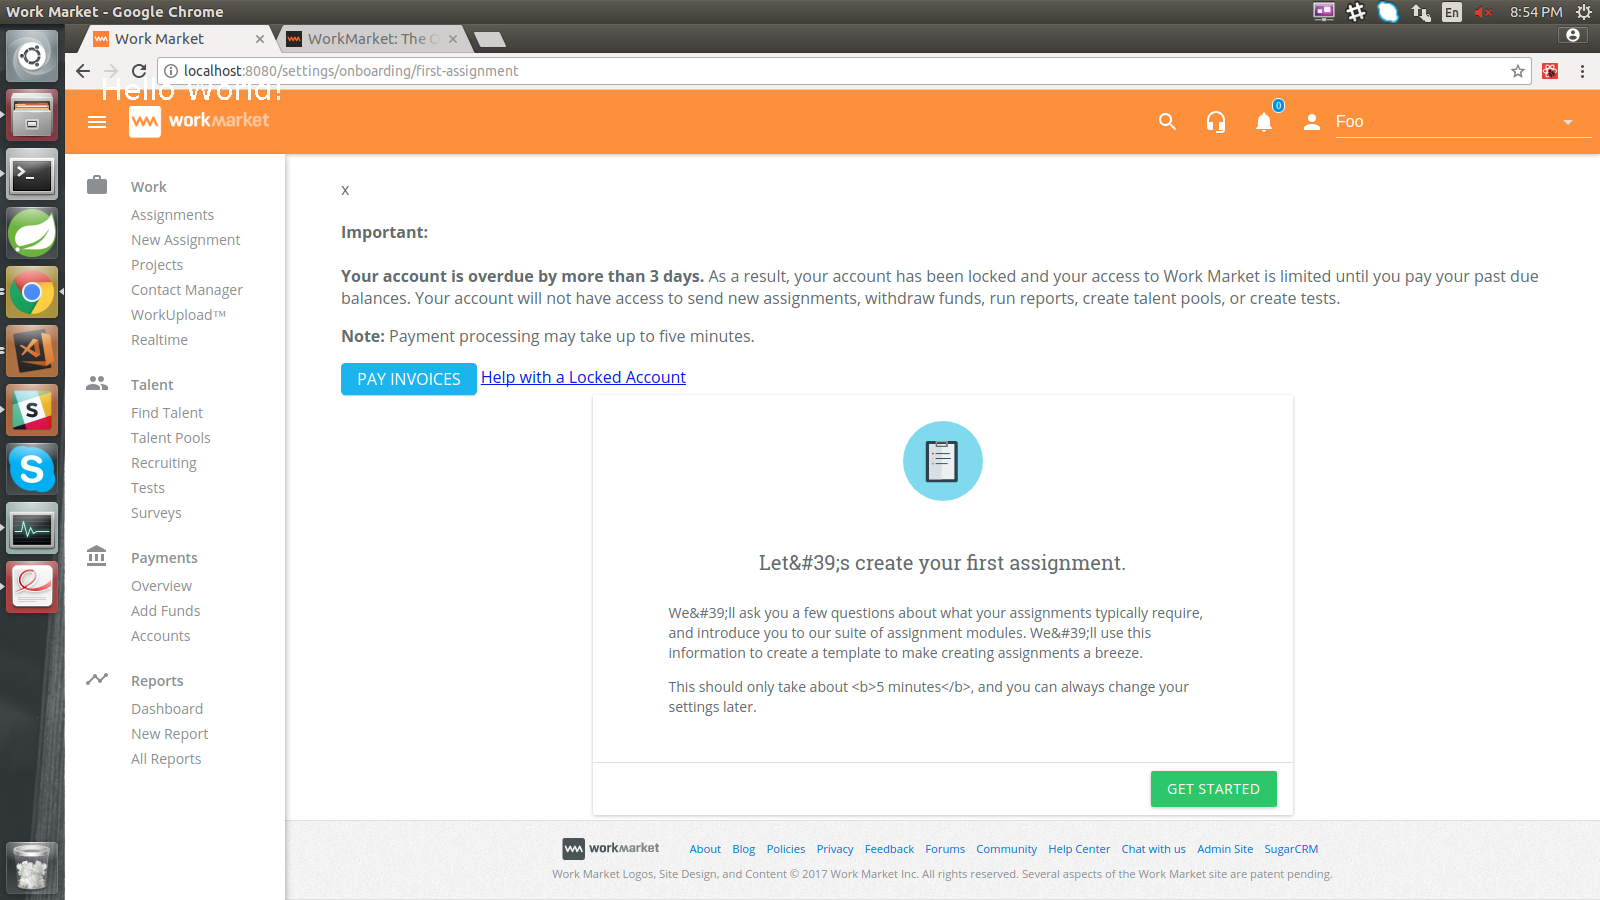 Work Market - Google Chrome
En
8:54 PM
Work Market
WorkMarket: The O
localhost:8080/settings/onboarding/first-assignment
Hello World!
workmarket
0
Foo
Work
Assignments
New Assignment
Projects
Contact Manager
WorkUpload™
Realtime
Talent
Find Talent
Talent Pools
Recruiting
Tests
Surveys
Payments
Overview
Add Funds
Accounts
Reports
Dashboard
New Report
All Reports
x
Important:
Your account is overdue by more than 3 days. As a result, your account has been locked and your access to Work Market is limited until you pay your past due
balances. Your account will not have access to send new assignments, withdraw funds, run reports, create talent pools, or create tests.
Note: Payment processing may take up to five minutes.
PAY INVOICES Help with a Locked Account
Let&#39;s create your first assignment.
We&#39;ll ask you a few questions about what your assignments typically require,
and introduce you to our suite of assignment modules. We&#39;ll use this
information to create a template to make creating assignments a breeze.
This should only take about <b>5 minutes</b>, and you can always change your
settings later.
GET STARTED
workmarket About Blog Policies Privacy Feedback Forums Community Help Center Chat with us Admin Site SugarCRM
Work Market Logos, Site Design, and Content © 2017 Work Market Inc. All rights reserved. Several aspects of the Work Market site are patent pending.